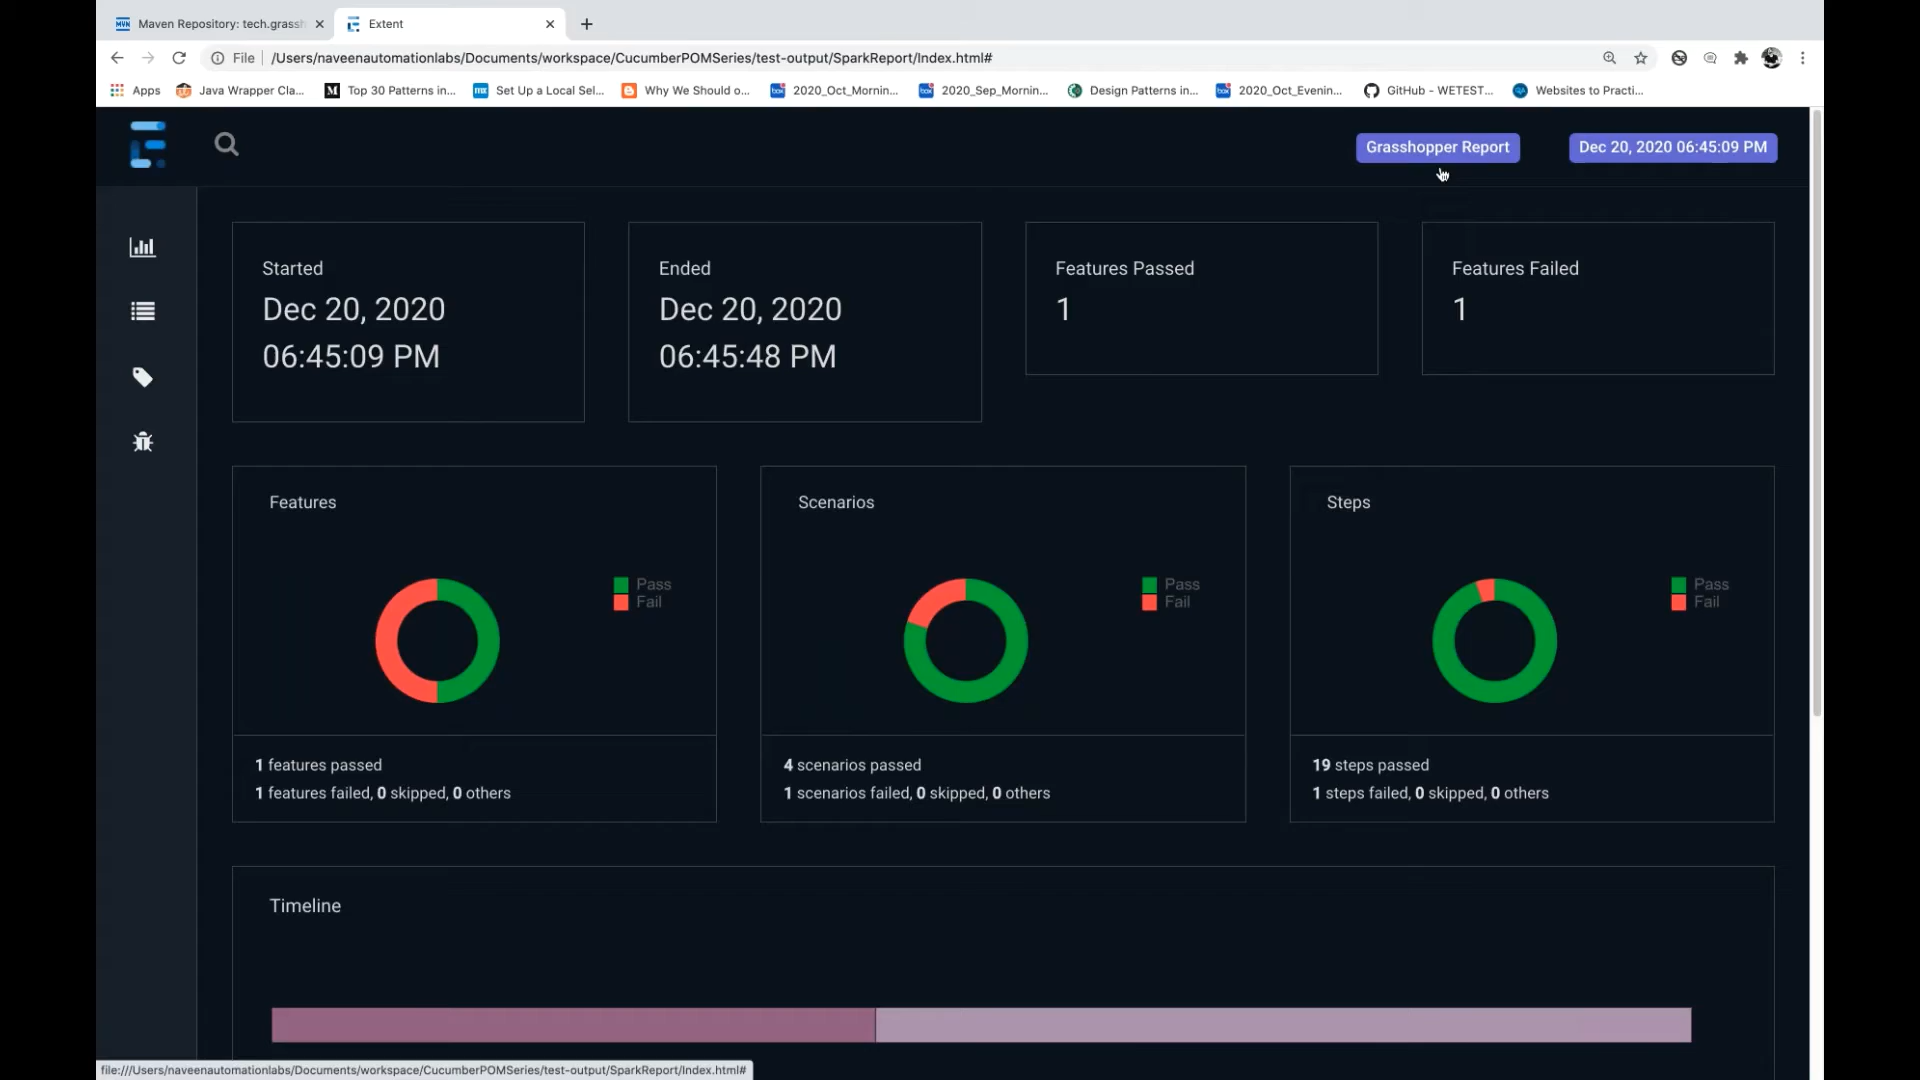 Maven Repository: tech.grassh
Extent
File
/Users/naveenautomationlabs/Documents/workspace/CucumberPOMSeries/test-output/SparkReport/Index.html#
Apps
Java Wrapper Cla...
Top 30 Patterns in...
Set Up a Local Sel...
Why We Should o...
2020_Oct_Mornin...
2020_Sep_Mornin...
Design Patterns in...
2020_Oct_Evenin...
GitHub - WETEST...
Websites to Practi...
Grasshopper Report
Dec 20, 2020 06:45:09 PM
Started
Dec 20, 2020
06:45:09 PM
Ended
Dec 20, 2020
06:45:48 PM
Features Passed
1
Features Failed
1
Features
Pass
Fail
1 features passed
1 features failed, 0 skipped, 0 others
Scenarios
Pass
Fail
4 scenarios passed
1 scenarios failed, 0 skipped, 0 others
Steps
Pass
Fail
19 steps passed
1 steps failed, 0 skipped, 0 others
Timeline
file:///Users/naveenautomationlabs/Documents/workspace/CucumberPOMSeries/test-output/SparkReport/Index.html#